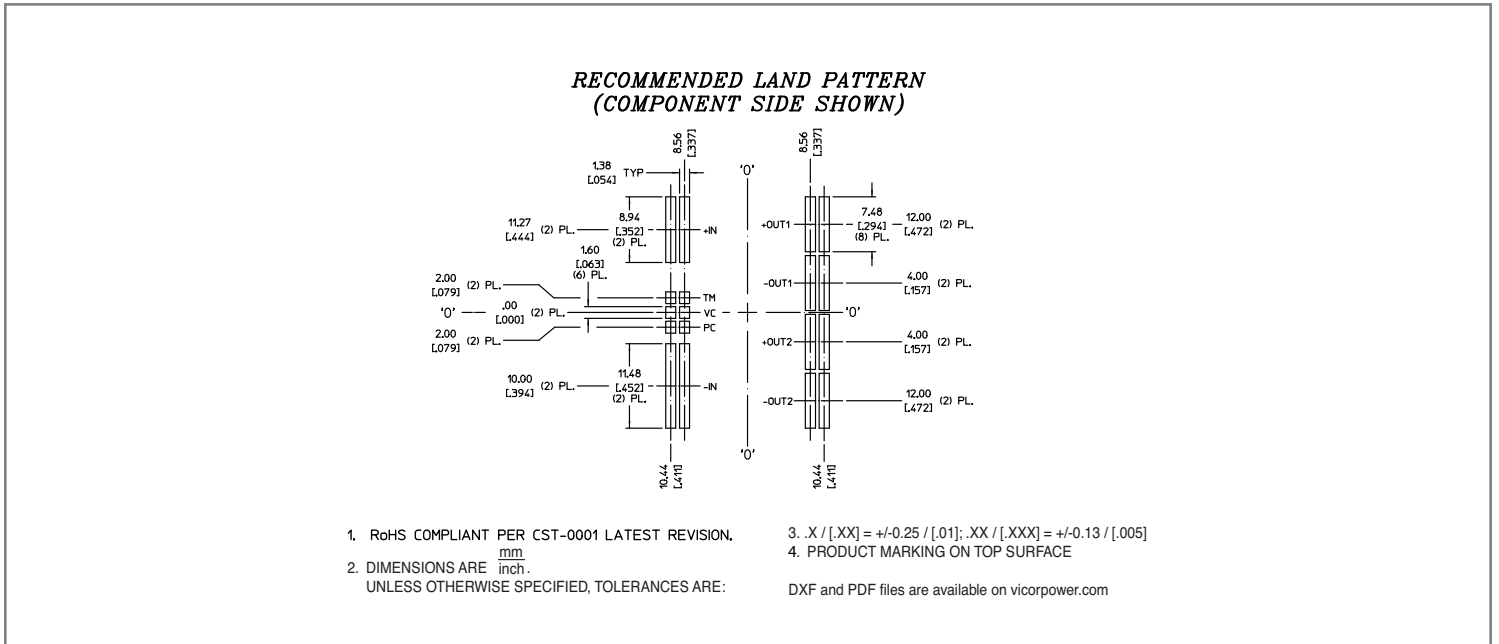 RECOMMENDED LAND PATTERN
(COMPONENT SIDE SHOWN)
8.56
[.337]
8.56
[.337]
1.38
[.054]
TYP
'0'
11.27
[.444]
(2) PL.
8.94
[.352]
(2) PL.
+IN
+OUT1
7.48
[.294]
(8) PL.
12.00
[.472]
(2) PL.
1.60
[.063]
(6) PL.
2.00
[.079]
(2) PL.
TM
-OUT1
4.00
[.157]
(2) PL.
'0'
.00
[.000]
(2) PL.
VC
'0'
2.00
[.079]
(2) PL.
PC
+OUT2
4.00
[.157]
(2) PL.
10.00
[.394]
(2) PL.
11.48
[.452]
(2) PL.
-IN
-OUT2
12.00
[.472]
(2) PL.
'0'
10.44
[.411]
10.44
[.411]
1. RoHS COMPLIANT PER CST-0001 LATEST REVISION.
2. DIMENSIONS ARE mm
inch.
UNLESS OTHERWISE SPECIFIED, TOLERANCES ARE:
3. .X / [.XX] = +/-0.25 / [.01]; .XX / [.XXX] = +/-0.13 / [.005]
4. PRODUCT MARKING ON TOP SURFACE
DXF and PDF files are available on vicorpower.com